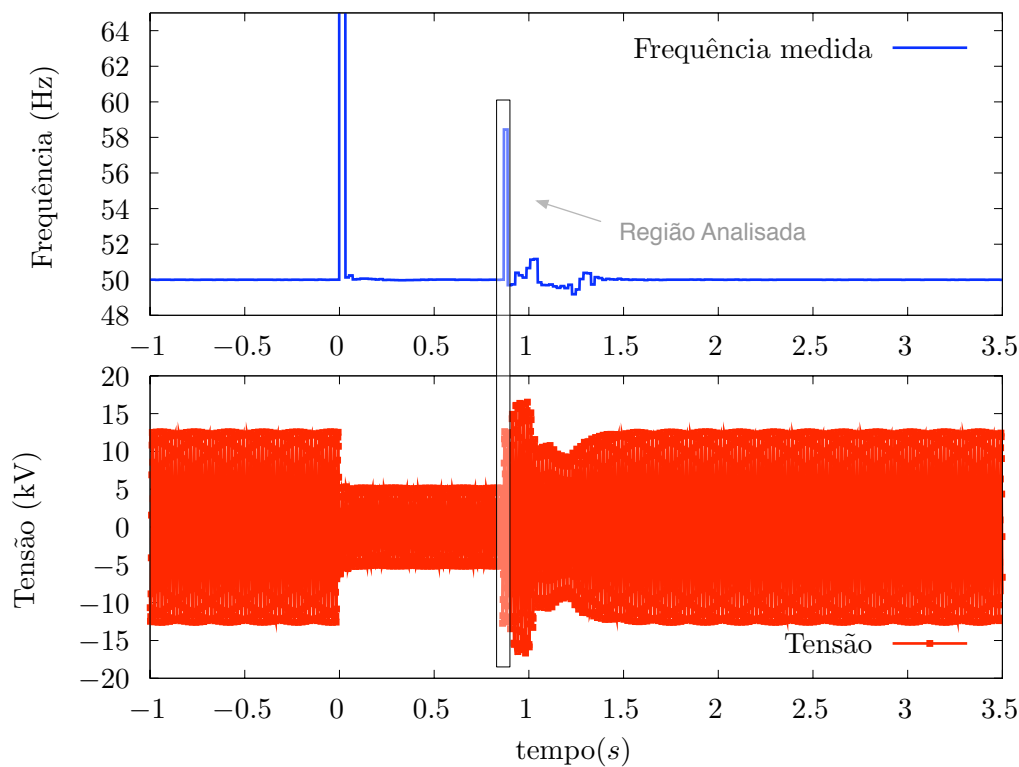 64
62
60
58
56
54
52
50
48
Frequência (Hz)
Frequência medida
Região Analisada
−1 −0.5 0 0.5 1 1.5 2 2.5 3 3.5
20
15
10
5
0
−5
−10
−15
−20
Tensão (kV)
Tensão
−1 −0.5 0 0.5 1 1.5 2 2.5 3 3.5
tempo(s)